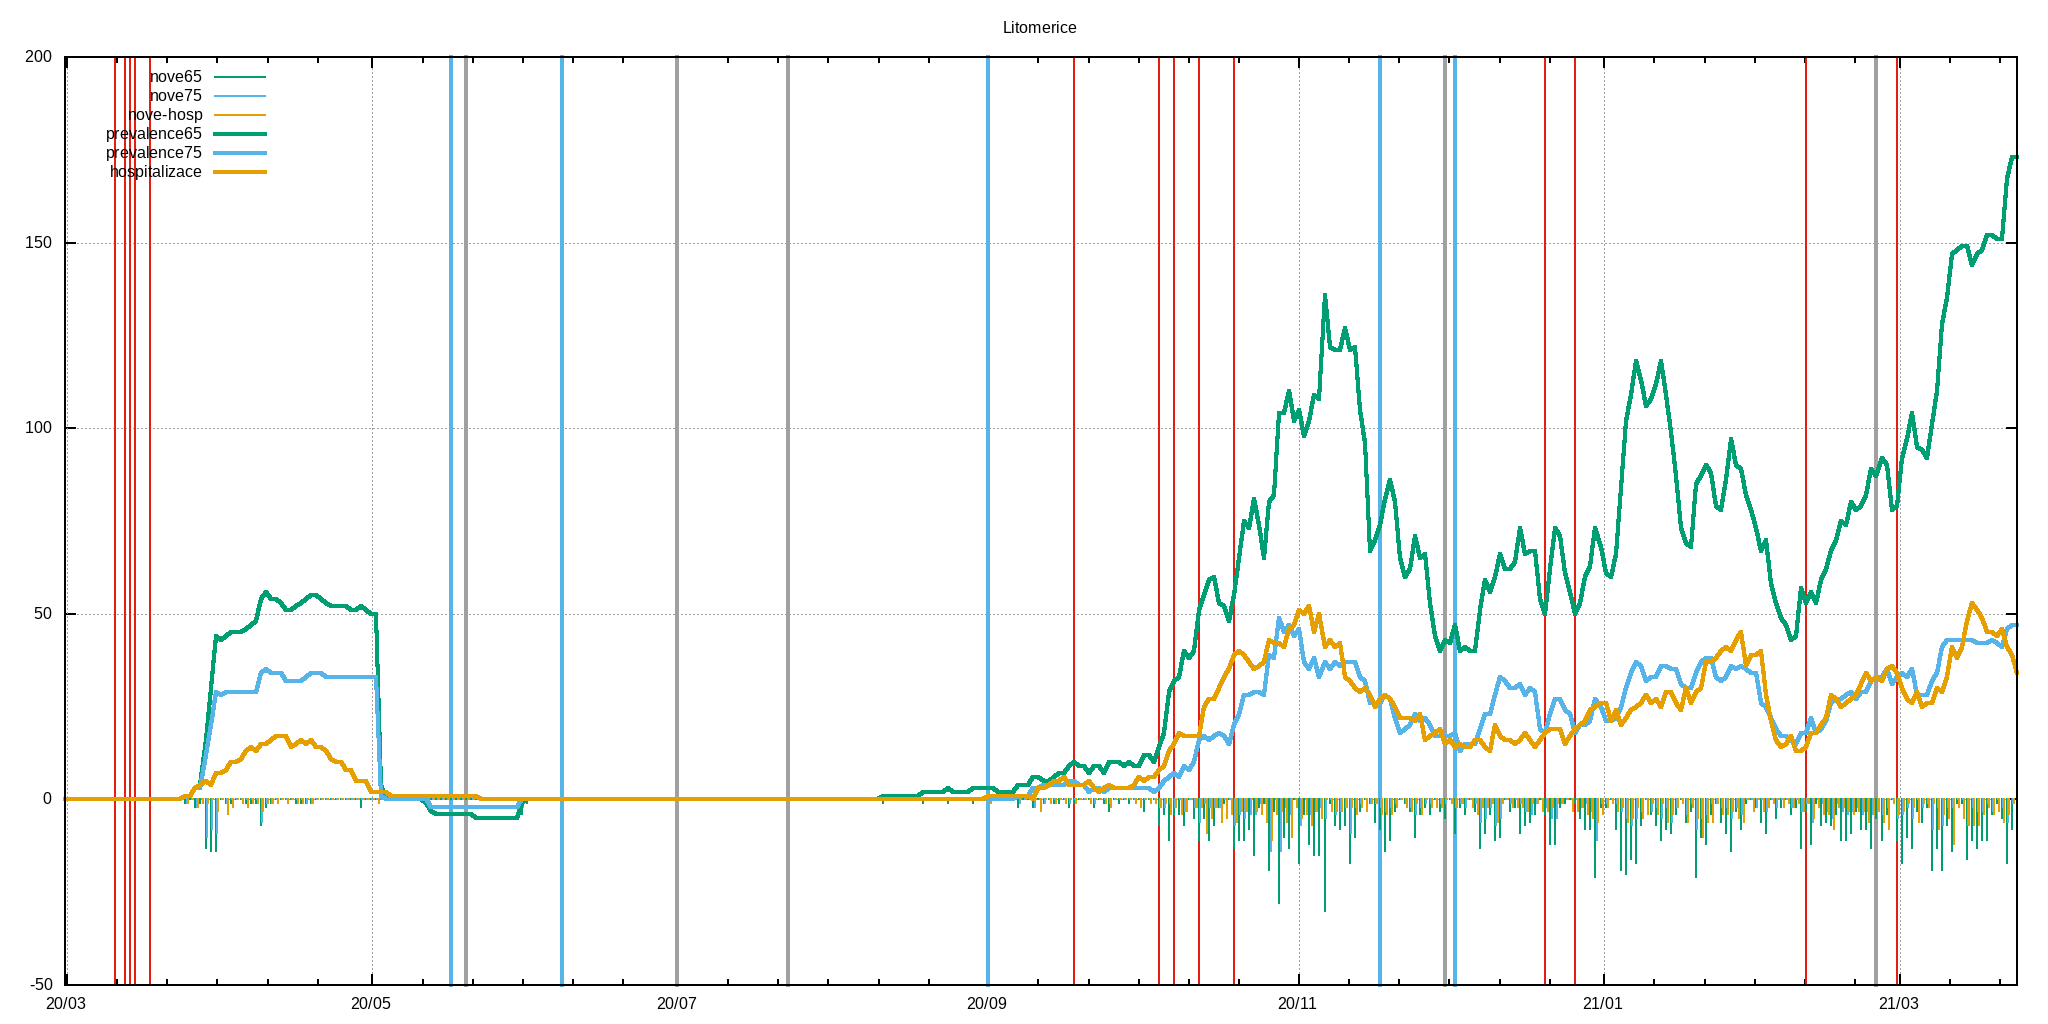 Litomerice
200
nove65
nove75
nove-hosp
prevalence65
prevalence75
hospitalizace
150
100
50
0
-50
20/03 20/05 20/07 20/09 20/11 21/01 21/03